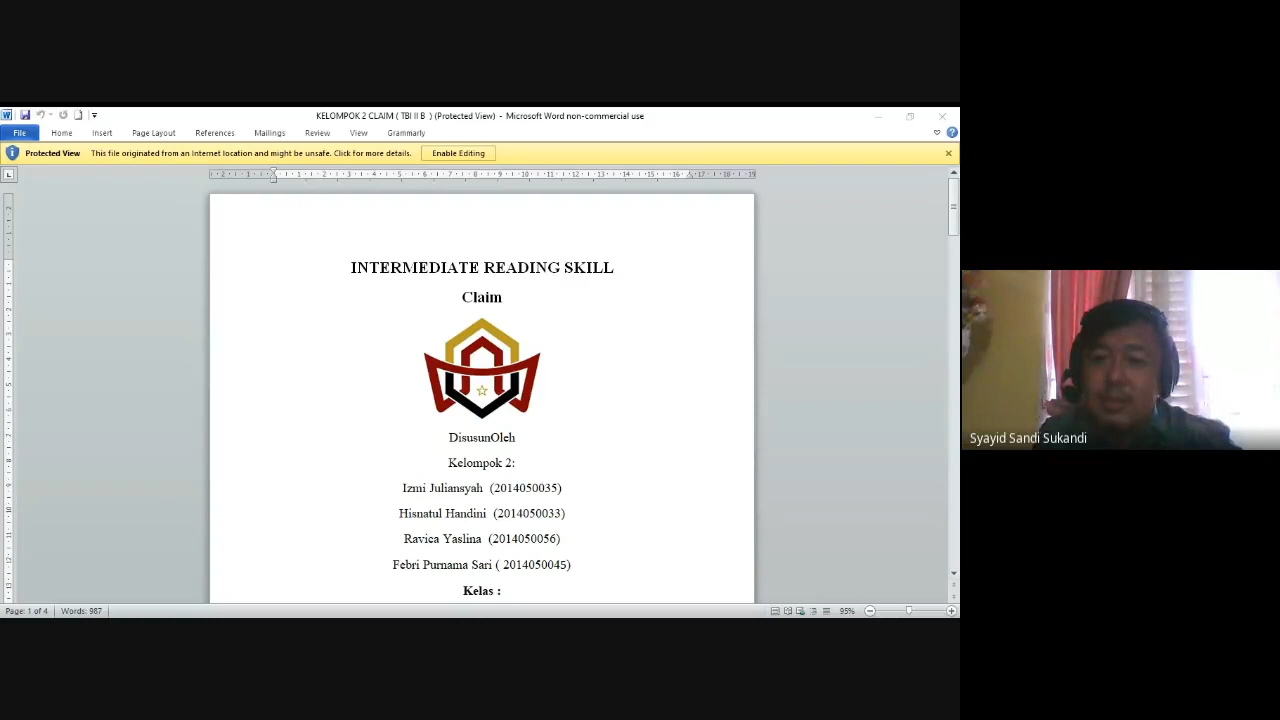 KELOMPOK 2 CLAIM ( TBI II B ) (Protected View) - Microsoft Word non-commercial use
File Home Insert Page Layout References Mailings Review View Grammarly
Protected View This file originated from an Internet location and might be unsafe. Click for more details. Enable Editing
INTERMEDIATE READING SKILL
Claim
DisusunOleh
Kelompok 2:
Izmi Juliansyah (2014050035)
Hisnatul Handini (2014050033)
Ravica Yaslina (2014050056)
Febri Purnama Sari ( 2014050045)
Kelas :
Page: 1 of 4 Words: 987 95%
Syayid Sandi Sukandi